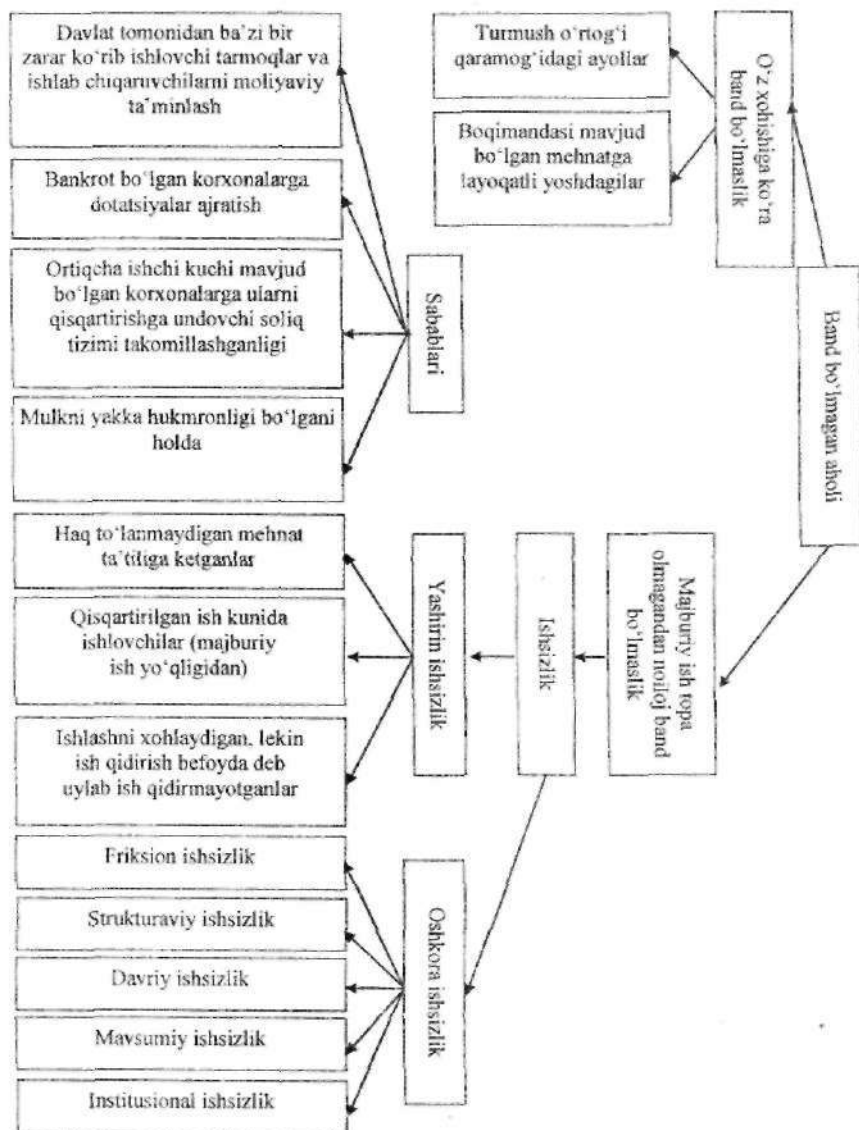 Davlat tomonidan ba'zi bir
zarar ko'rib ishlovchi tarmoqlar va
ishlab chiqaruvchilarni moliyaviy
ta'minlash
Bankrot bo'lgan korxonalarga
dotatsiyalar ajratish
Ortiqcha ishchi kuchi mavjud
bo'lgan korxonalarga ularni
qisqartirishga undovchi soliq
tizimi takomillashganligi
Mulkni yakka hukmronligi bo'lgani
holda
Sabablari
Turmush o'rtog'i
qaramog'idagi ayollar
Boqimandasi mavjud
bo'lgan mehnatga
layoqatli yoshdagilar
O'z xohishiga ko'ra
band bo'lmaslik
Band bo'lmagan aholi
Majburiy ish ropa
olmagandan noiloj band
bo'lmaslik
Ishsizlik
Yashirin ishsizlik
Haq to'lanmaydigan mehnat
ta'tiliga ketganlar
Qisqartirilgan ish kunida
ishlovchilar (majburiy
ish yo'qligidan)
Ishlashni xohlaydigan, lekin
ish qidirish befoyda deb
uylab ish qidirmayotganlar
Oshkora ishsizlik
Friksion ishsizlik
Strukturaviy ishsizlik
Davriy ishsizlik
Mavsumiy ishsizlik
Institusional ishsizlik